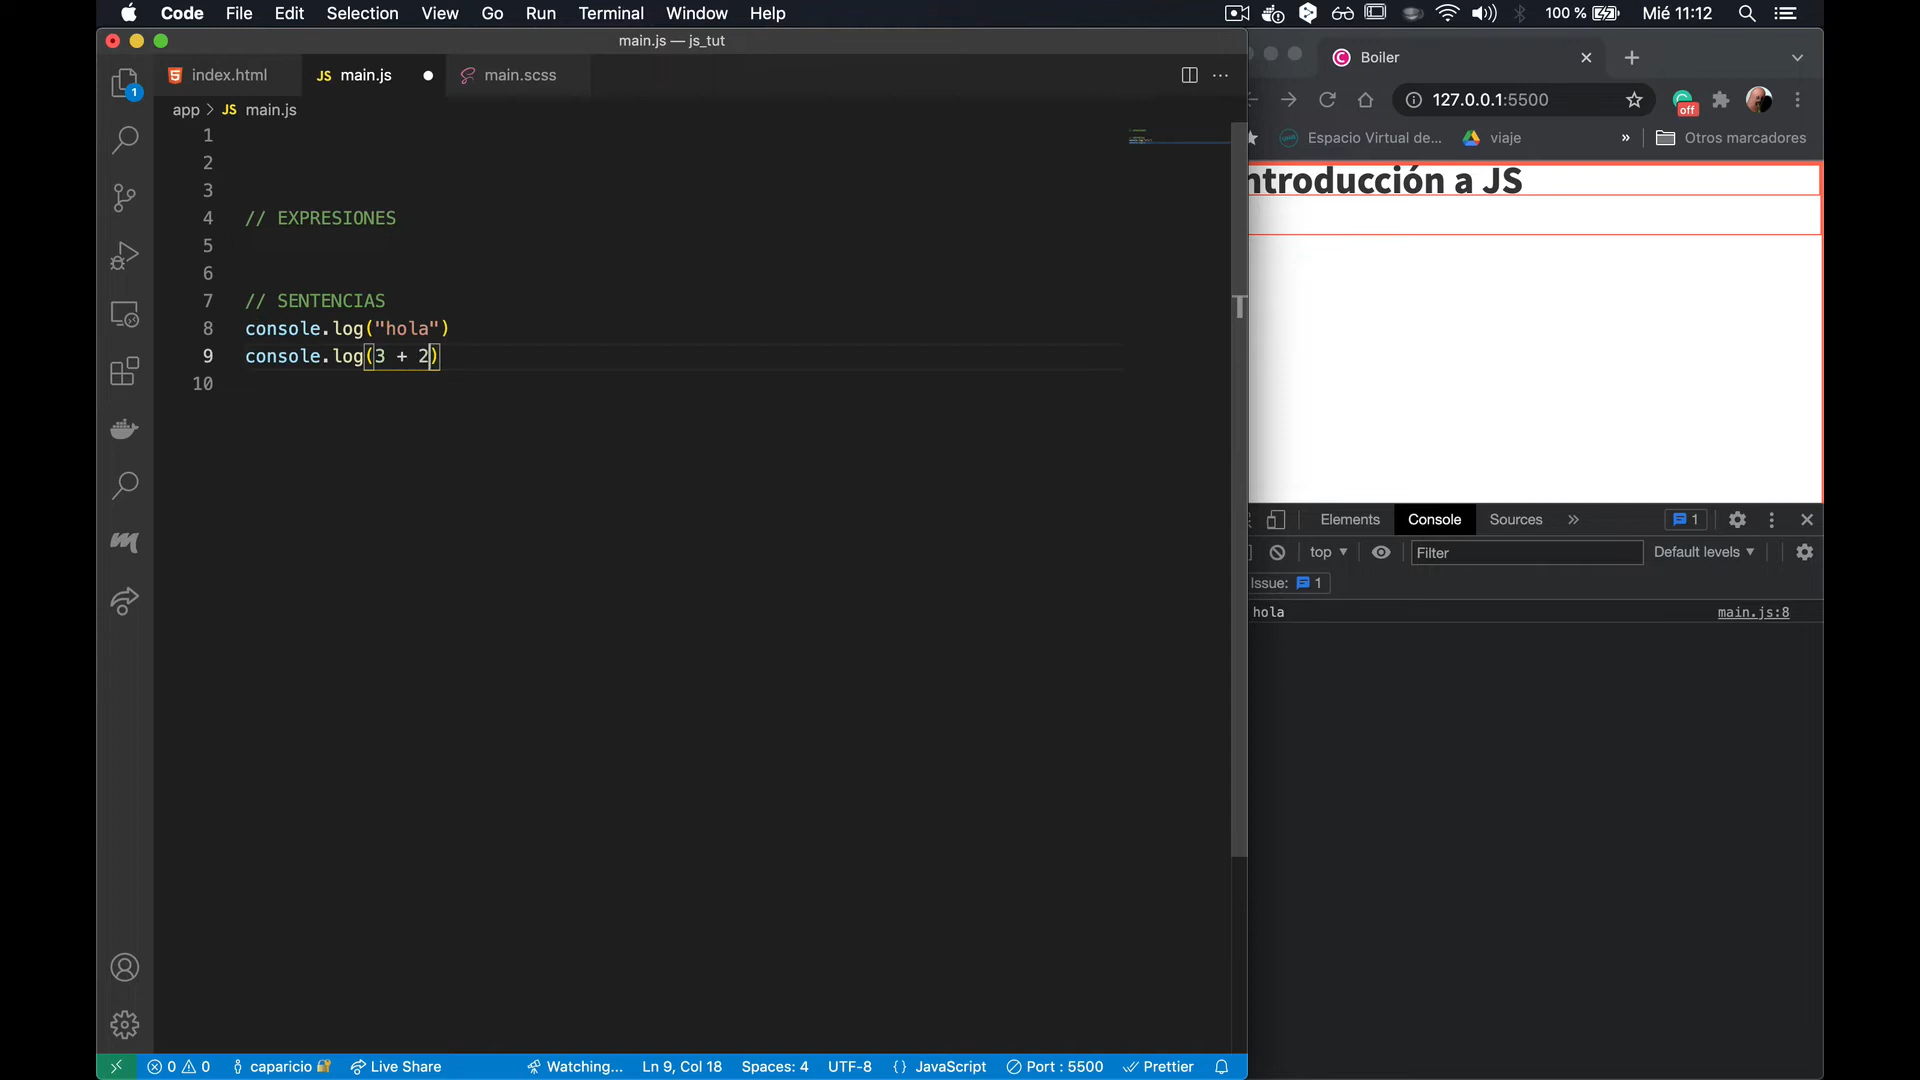 Code File Edit Selection View Go Run Terminal Window Help 100 % Mié 11:12
main.js — js_tut
index.html JS main.js main.scss
app > JS main.js
1
2
3
4 // EXPRESIONES
5
6
7 // SENTENCIAS
8 console.log("hola")
9 console.log(3 + 2)
10
1
0 0 caparicio Live Share Watching... Ln 9, Col 18 Spaces: 4 UTF-8 {} JavaScript Port : 5500 Prettier
Boiler
127.0.0.1:5500
off
Espacio Virtual de... viaje » Otros marcadores
ntroducción a JS
T
Elements Console Sources » 1
top Filter Default levels
Issue: 1
hola main.js:8